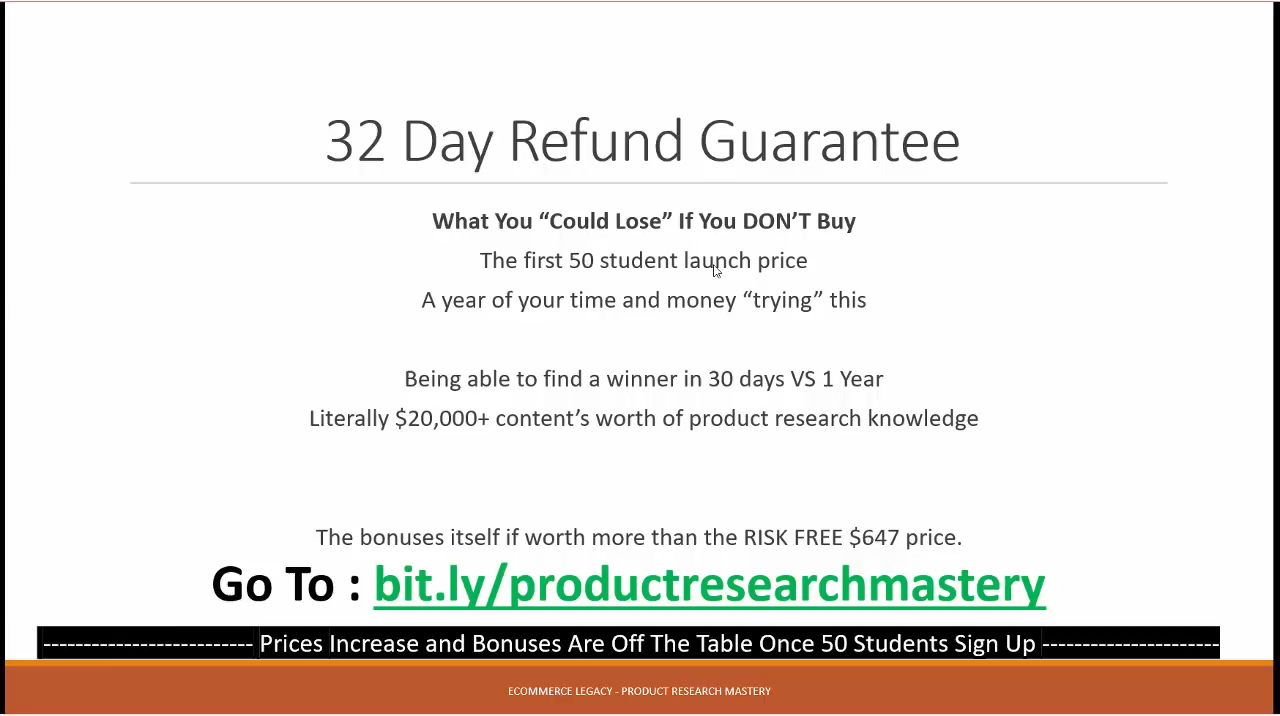 32 Day Refund Guarantee
What You “Could Lose” If You DON’T Buy
The first 50 student launch price
A year of your time and money “trying” this
Being able to find a winner in 30 days VS 1 Year
Literally $20,000+ content’s worth of product research knowledge
The bonuses itself if worth more than the RISK FREE $647 price.
Go To : bit.ly/productresearchmastery
-------------------------- Prices Increase and Bonuses Are Off The Table Once 50 Students Sign Up ----------------------
ECOMMERCE LEGACY - PRODUCT RESEARCH MASTERY